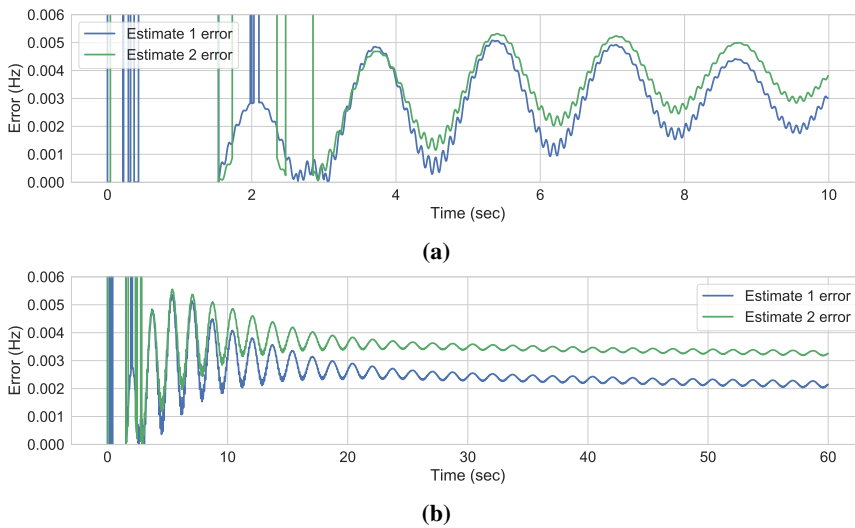 0.006
0.005
0.004
0.003
0.002
0.001
0.000
Error (Hz)
Estimate 1 error
Estimate 2 error
0 2 4 6 8 10
Time (sec)
(a)
0.006
0.005
0.004
0.003
0.002
0.001
0.000
Error (Hz)
Estimate 1 error
Estimate 2 error
0 10 20 30 40 50 60
Time (sec)
(b)